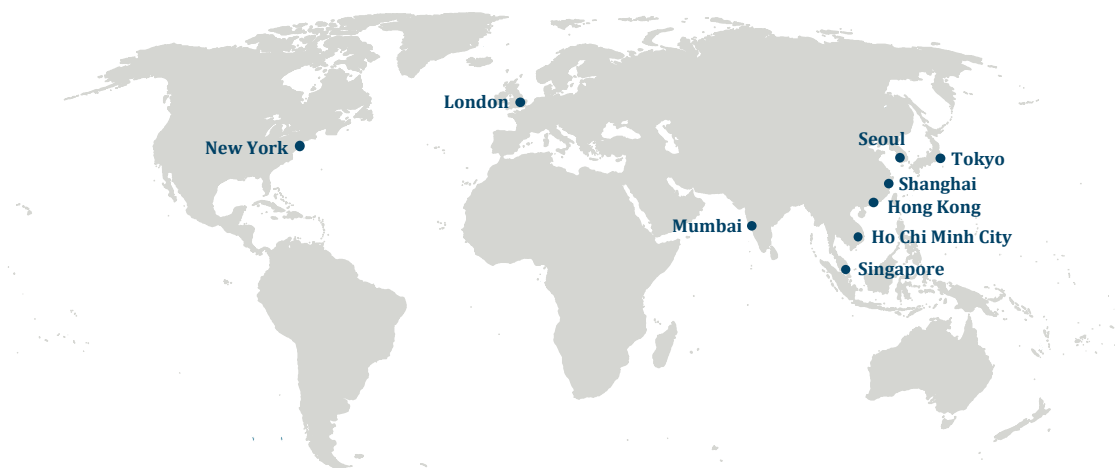 London
Seoul
New York
Tokyo
Shanghai
Hong Kong
Mumbai
Ho Chi Minh City
Singapore